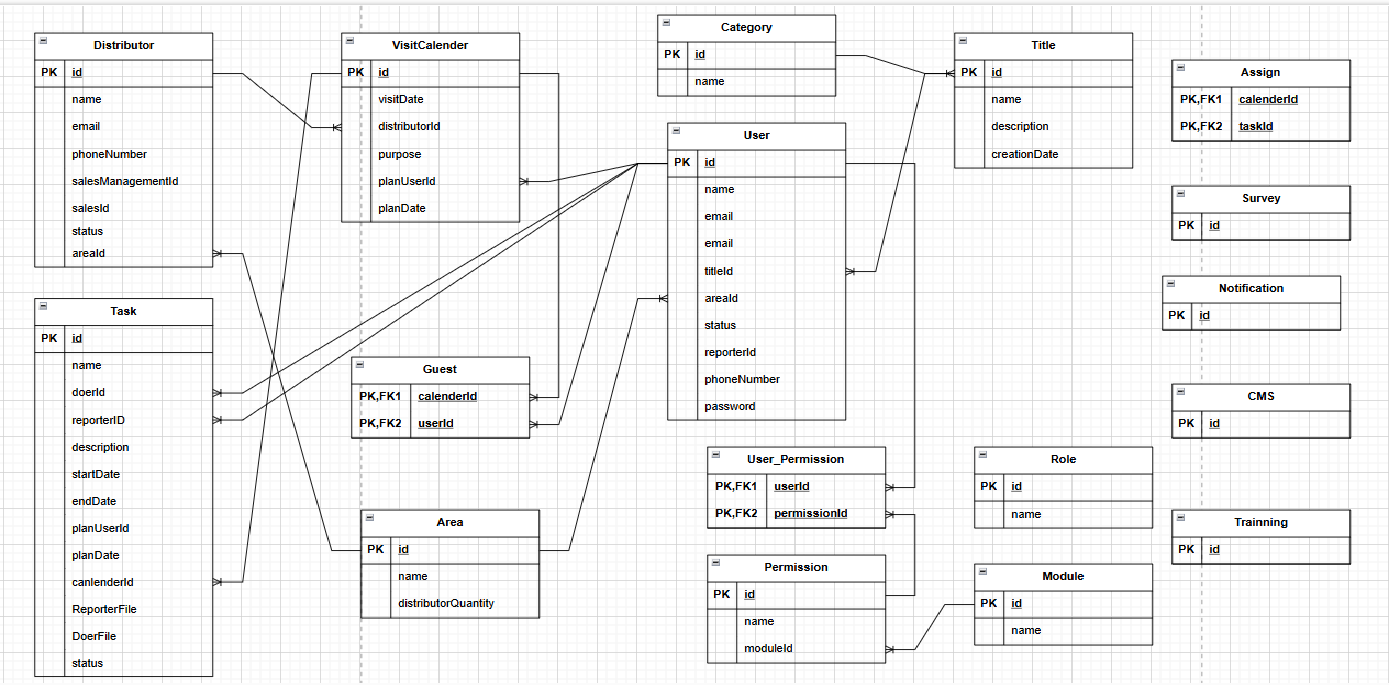 Distributor
PK id
name
email
phoneNumber
salesManagementId
salesId
status
areaId
VisitCalender
PK id
visitDate
distributorId
purpose
planUserId
planDate
Category
PK id
name
Title
PK id
name
description
creationDate
Assign
PK,FK1 calenderId
PK,FK2 taskId
User
PK id
name
email
email
titleId
areaId
status
reporterId
phoneNumber
password
Survey
PK id
Notification
PK id
Task
PK id
name
doerId
reporterID
description
startDate
endDate
planUserId
planDate
canlenderId
ReporterFile
DoerFile
status
Guest
PK,FK1 calenderId
PK,FK2 userId
CMS
PK id
User_Permission
PK,FK1 userId
PK,FK2 permissionId
Role
PK id
name
Area
PK id
name
distributorQuantity
Trainning
PK id
Permission
PK id
name
moduleId
Module
PK id
name